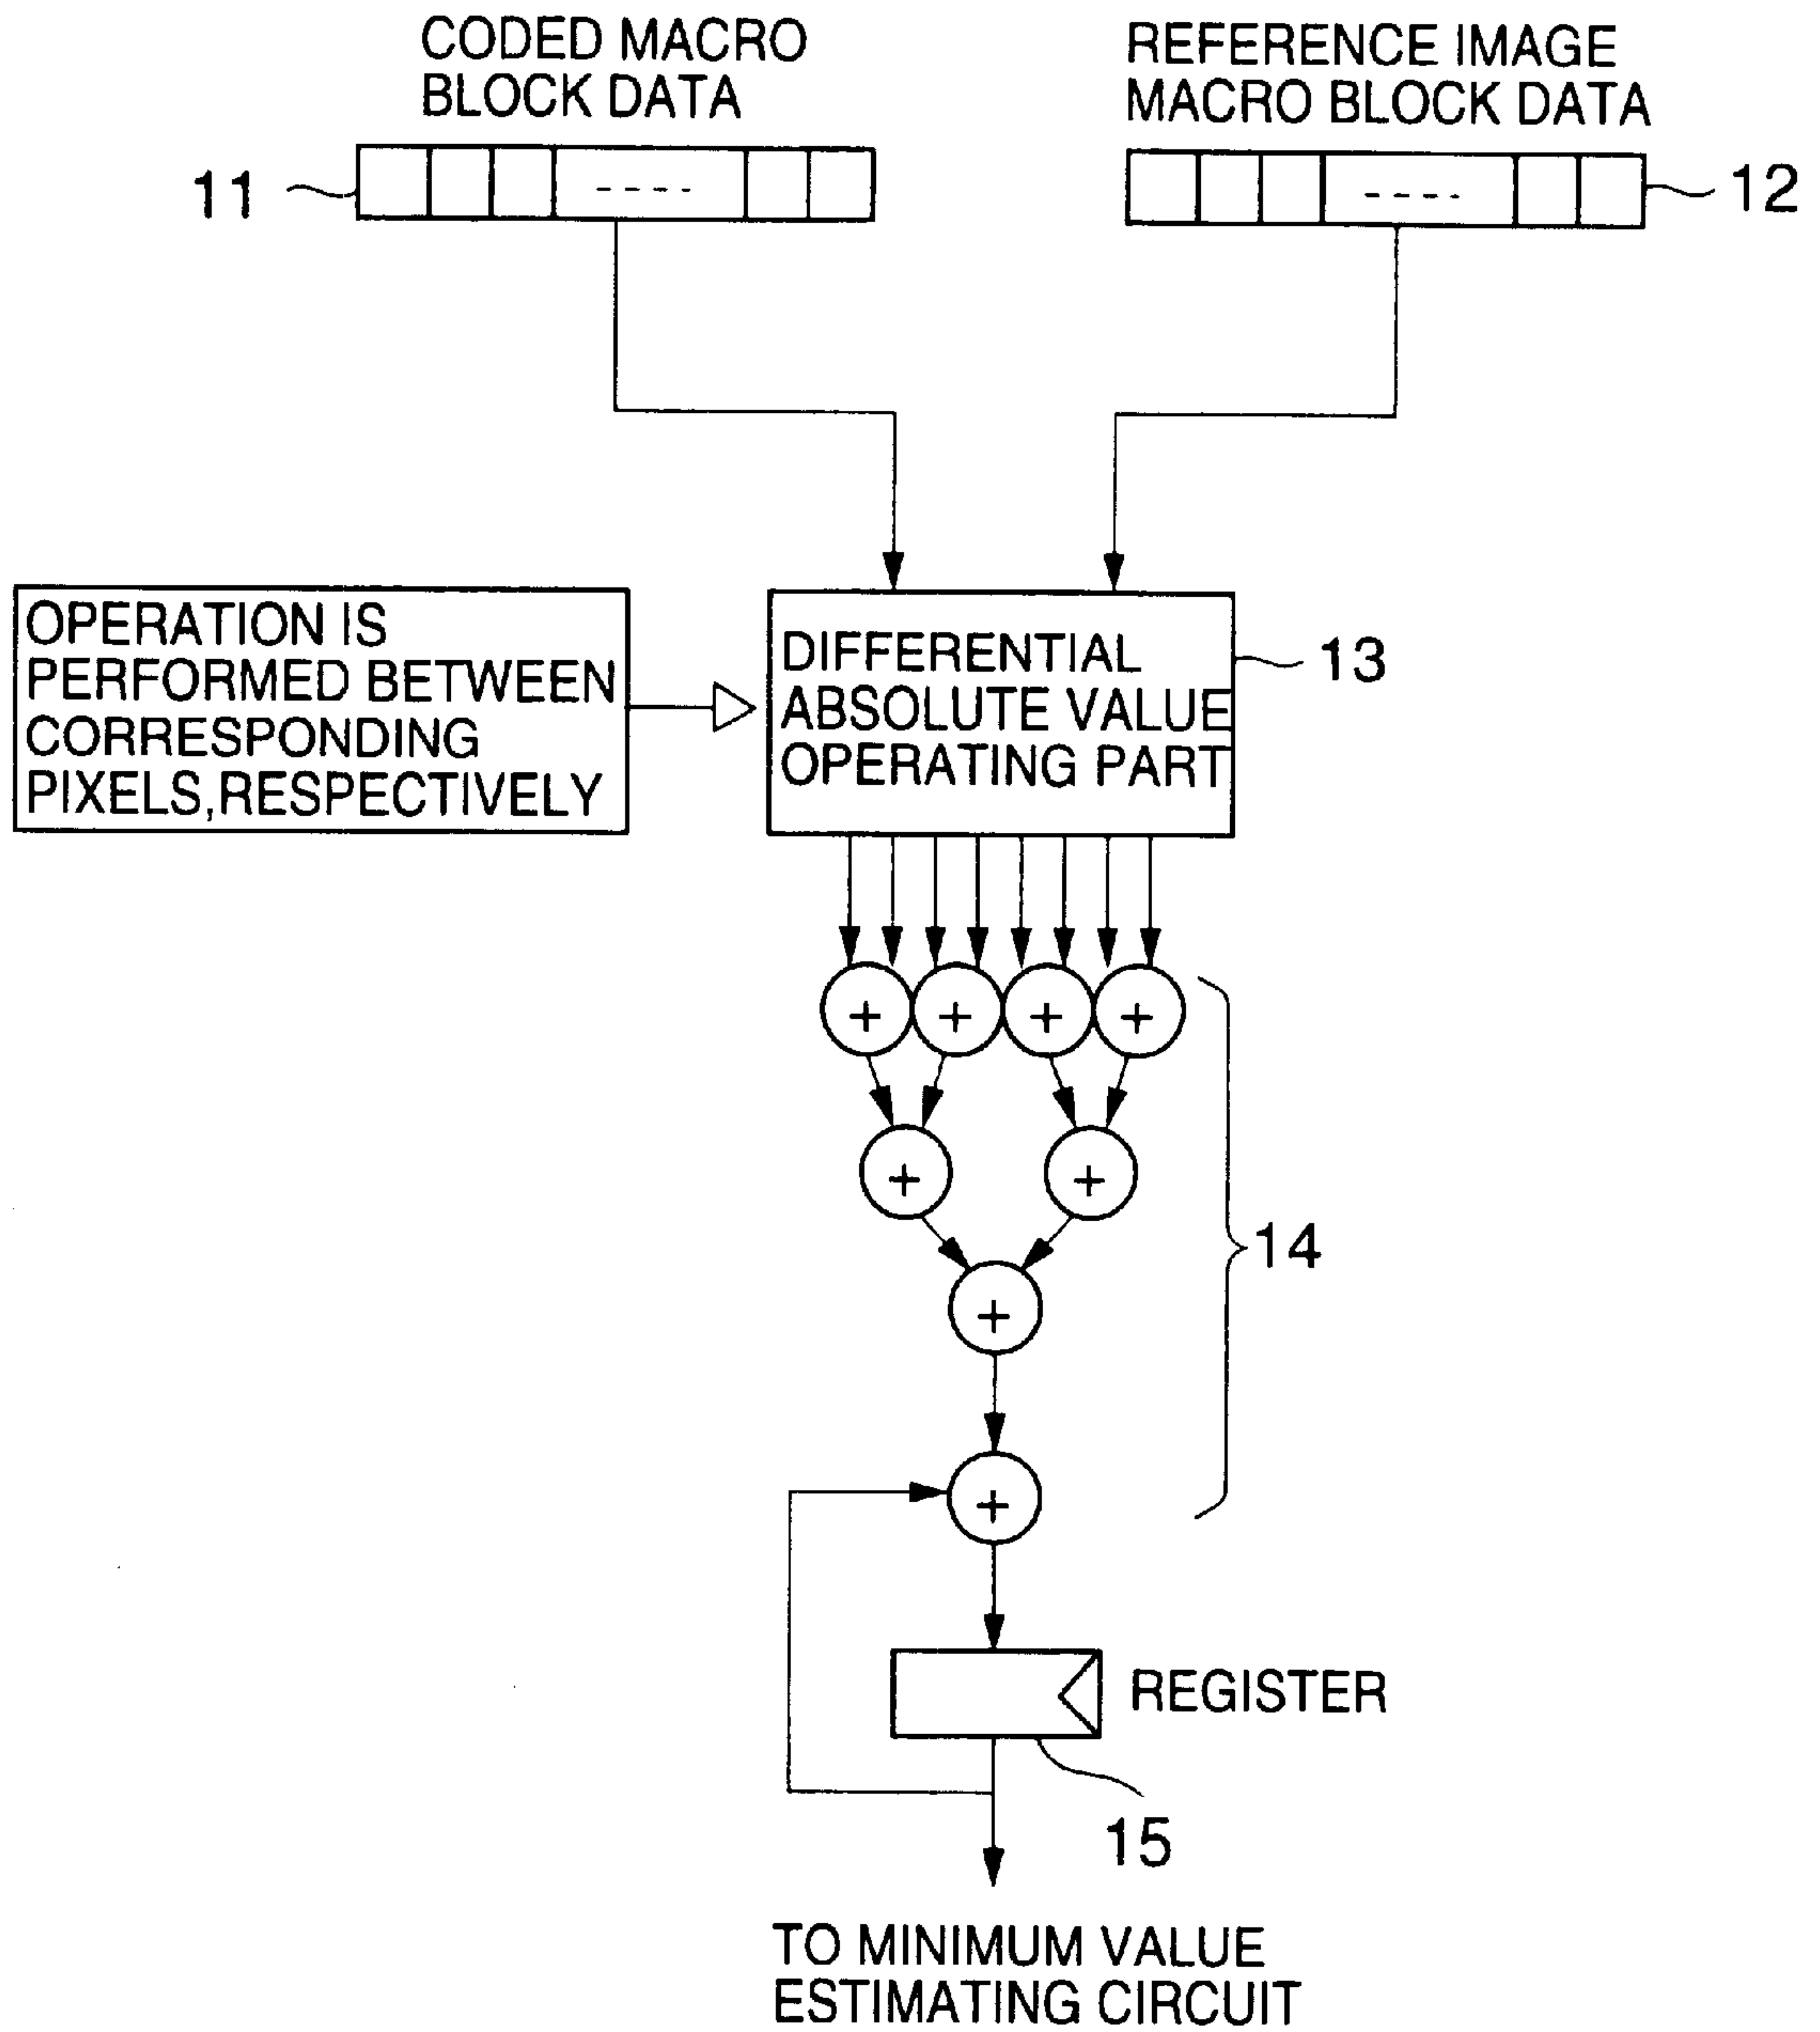 CODED MACRO
BLOCK DATA
REFERENCE IMAGE
MACRO BLOCK DATA
11
12
OPERATION IS
PERFORMED BETWEEN
CORRESPONDING
PIXELS,RESPECTIVELY
DIFFERENTIAL
ABSOLUTE VALUE
OPERATING PART
13
+ + + +
+ +
14
+
+
REGISTER
15
TO MINIMUM VALUE
ESTIMATING CIRCUIT